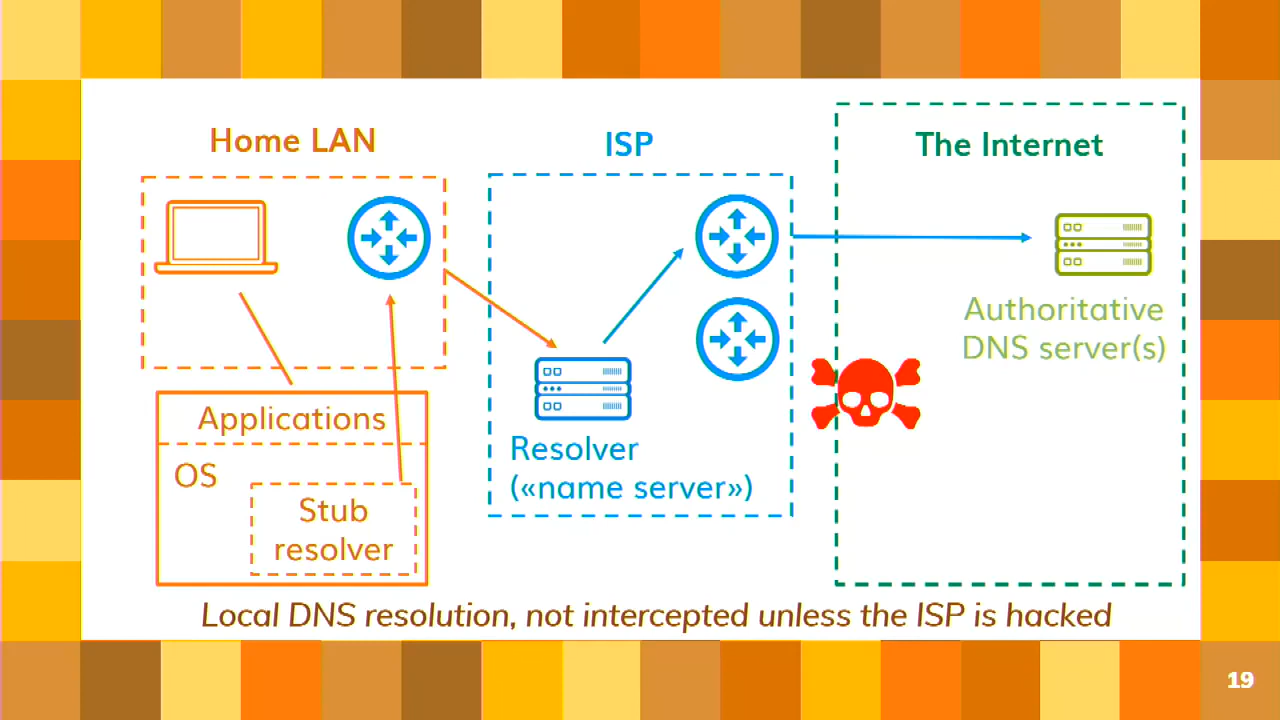 Home LAN
ISP
The Internet
Authoritative
DNS server(s)
Applications
OS
Stub
resolver
Resolver
(«name server»)
Local DNS resolution, not intercepted unless the ISP is hacked
19